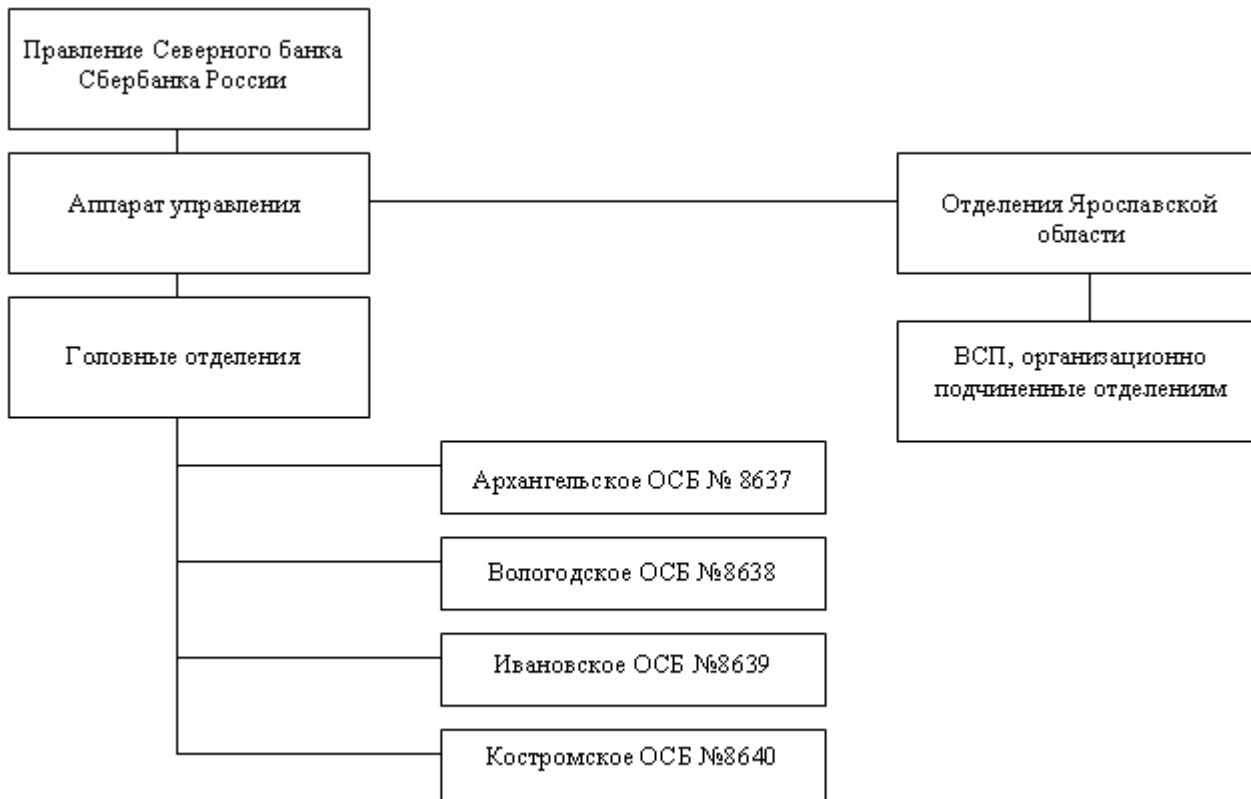 Правление Северного банка
Сбербанка России
Аппарат управления
Отделения Ярославской
области
Головные отделения
ВСП, организационно
подчиненные отделениям
Архангельское ОСБ № 8637
Вологодское ОСБ №8638
Ивановское ОСБ №8639
Костромское ОСБ №8640